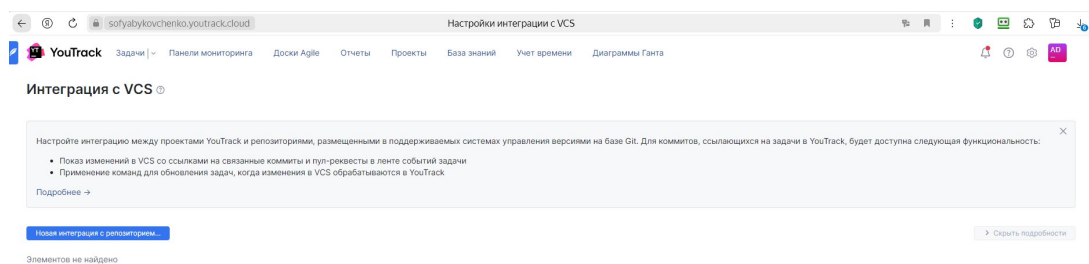 sofyabykovchenko.youtrack.cloud
Настройки интеграции с VCS
YouTrack
Задачи
Панели мониторинга
Доски Agile
Отчеты
Проекты
База знаний
Учет времени
Диаграммы Ганта
AD
Интеграция с VCS
Настройте интеграцию между проектами YouTrack и репозиториями, размещенными в поддерживаемых системах управления версиями на базе Git. Для коммитов, ссылающихся на задачи в YouTrack, будет доступна следующая функциональность:
• Показ изменений в VCS со ссылками на связанные коммиты и пул-реквесты в ленте событий задачи
• Применение команд для обновления задач, когда изменения в VCS обрабатываются в YouTrack
Подробнее →
Новая интеграция с репозиторием...
Скрыть подробности
Элементов не найдено